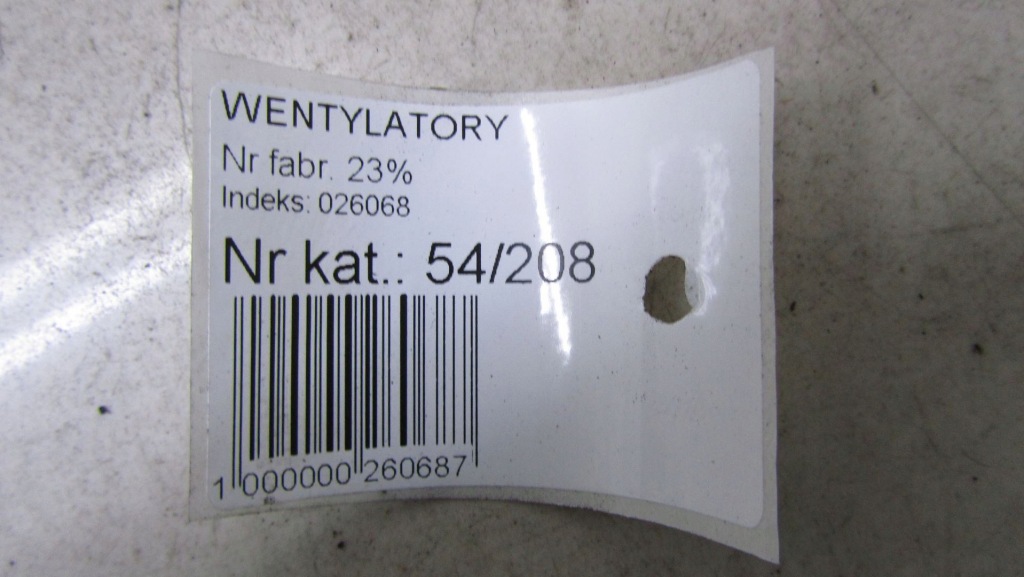 WENTYLATORY
Nr fabr. 23%
Indeks: 026068
Nr kat.: 54/208
1 000000 260687